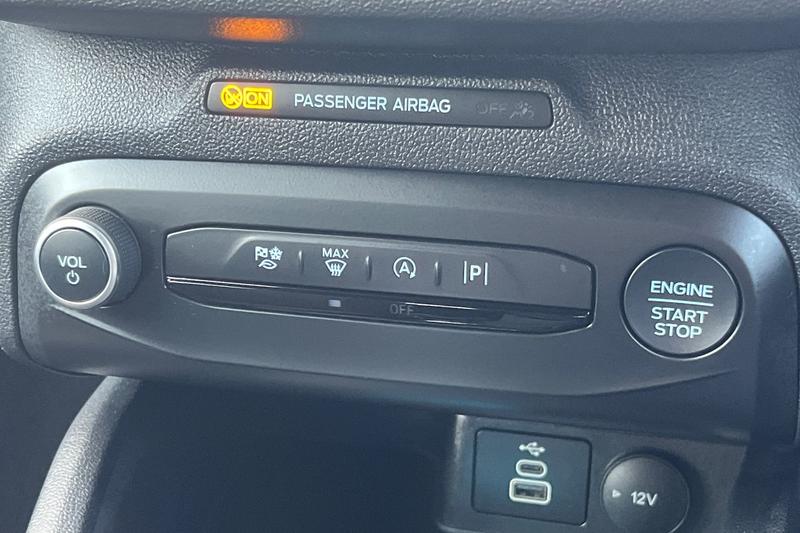 ON PASSENGER AIRBAG OFF
VOL
MAX
A
P
OFF
ENGINE
START
STOP
12V